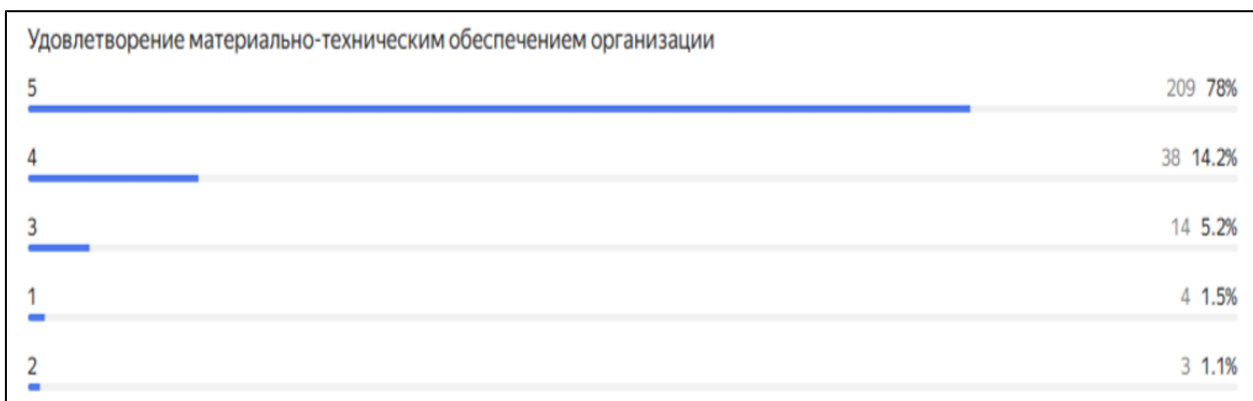 Удовлетворение материально-техническим обеспечением организации
5 209 78%
4 38 14.2%
3 14 5.2%
1 4 1.5%
2 3 1.1%